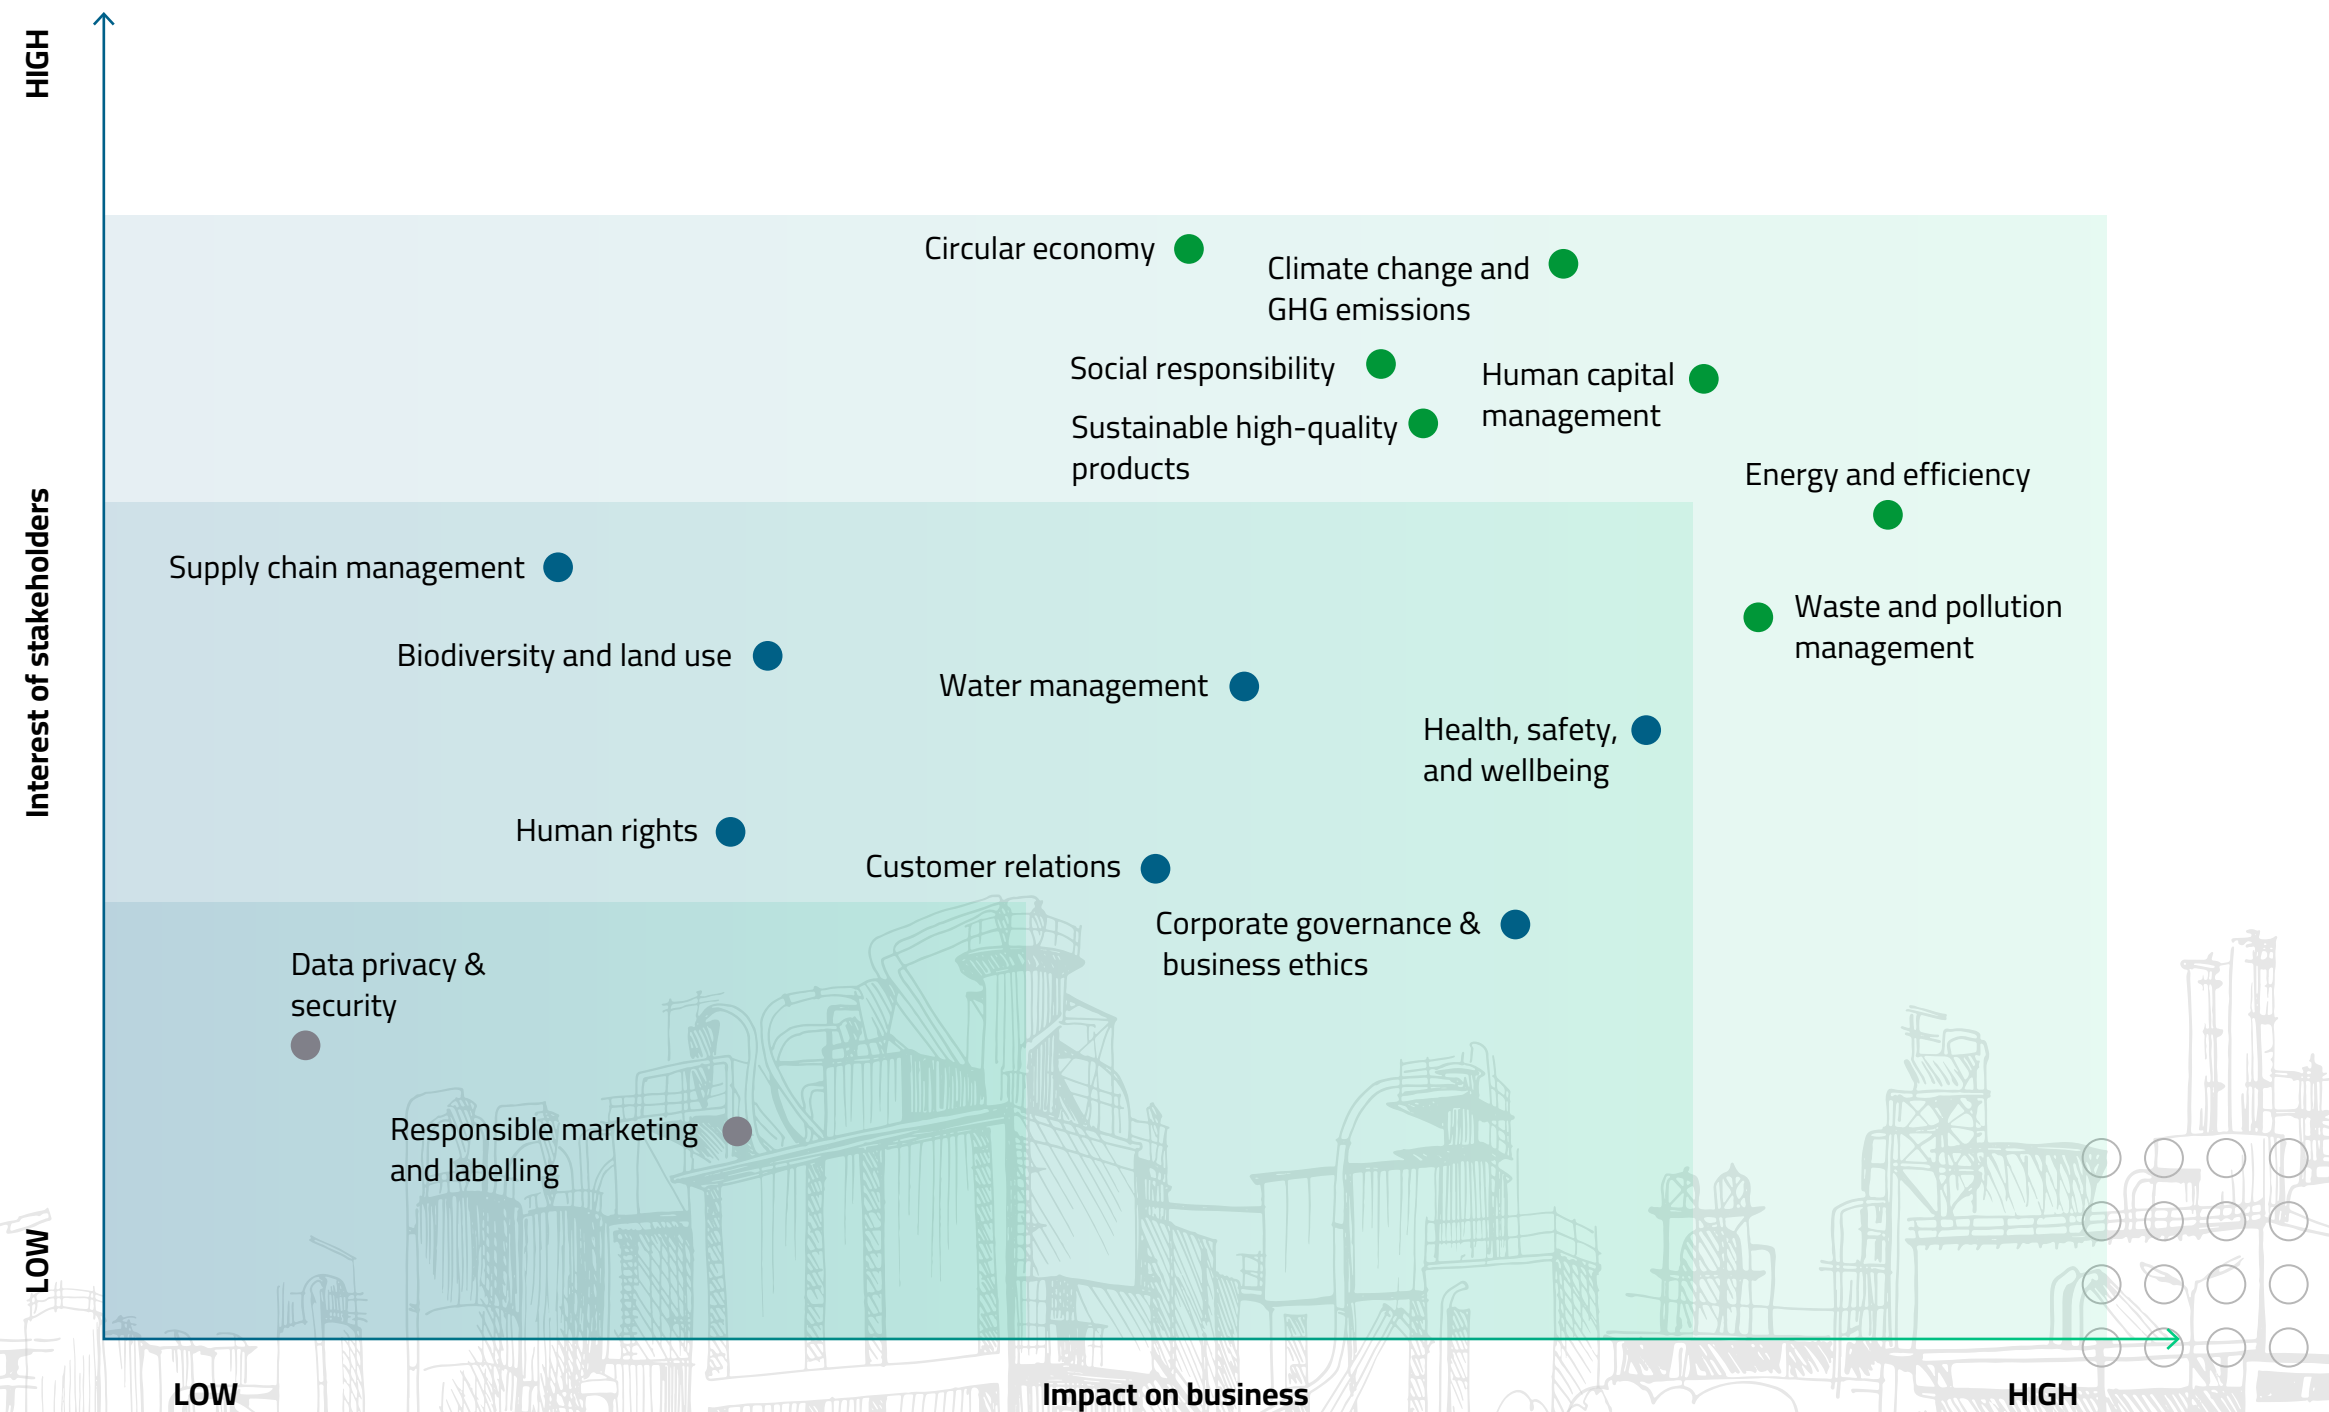 HIGH
Circular economy
Climate change and
GHG emissions
Social responsibility
Human capital
management
Sustainable high-quality
products
Energy and efficiency
Interest of stakeholders
Supply chain management
Waste and pollution
management
Biodiversity and land use
Water management
Health, safety,
and wellbeing
Human rights
Customer relations
Corporate governance &
business ethics
Data privacy &
security
Responsible marketing
and labelling
LOW
LOW
Impact on business
HIGH